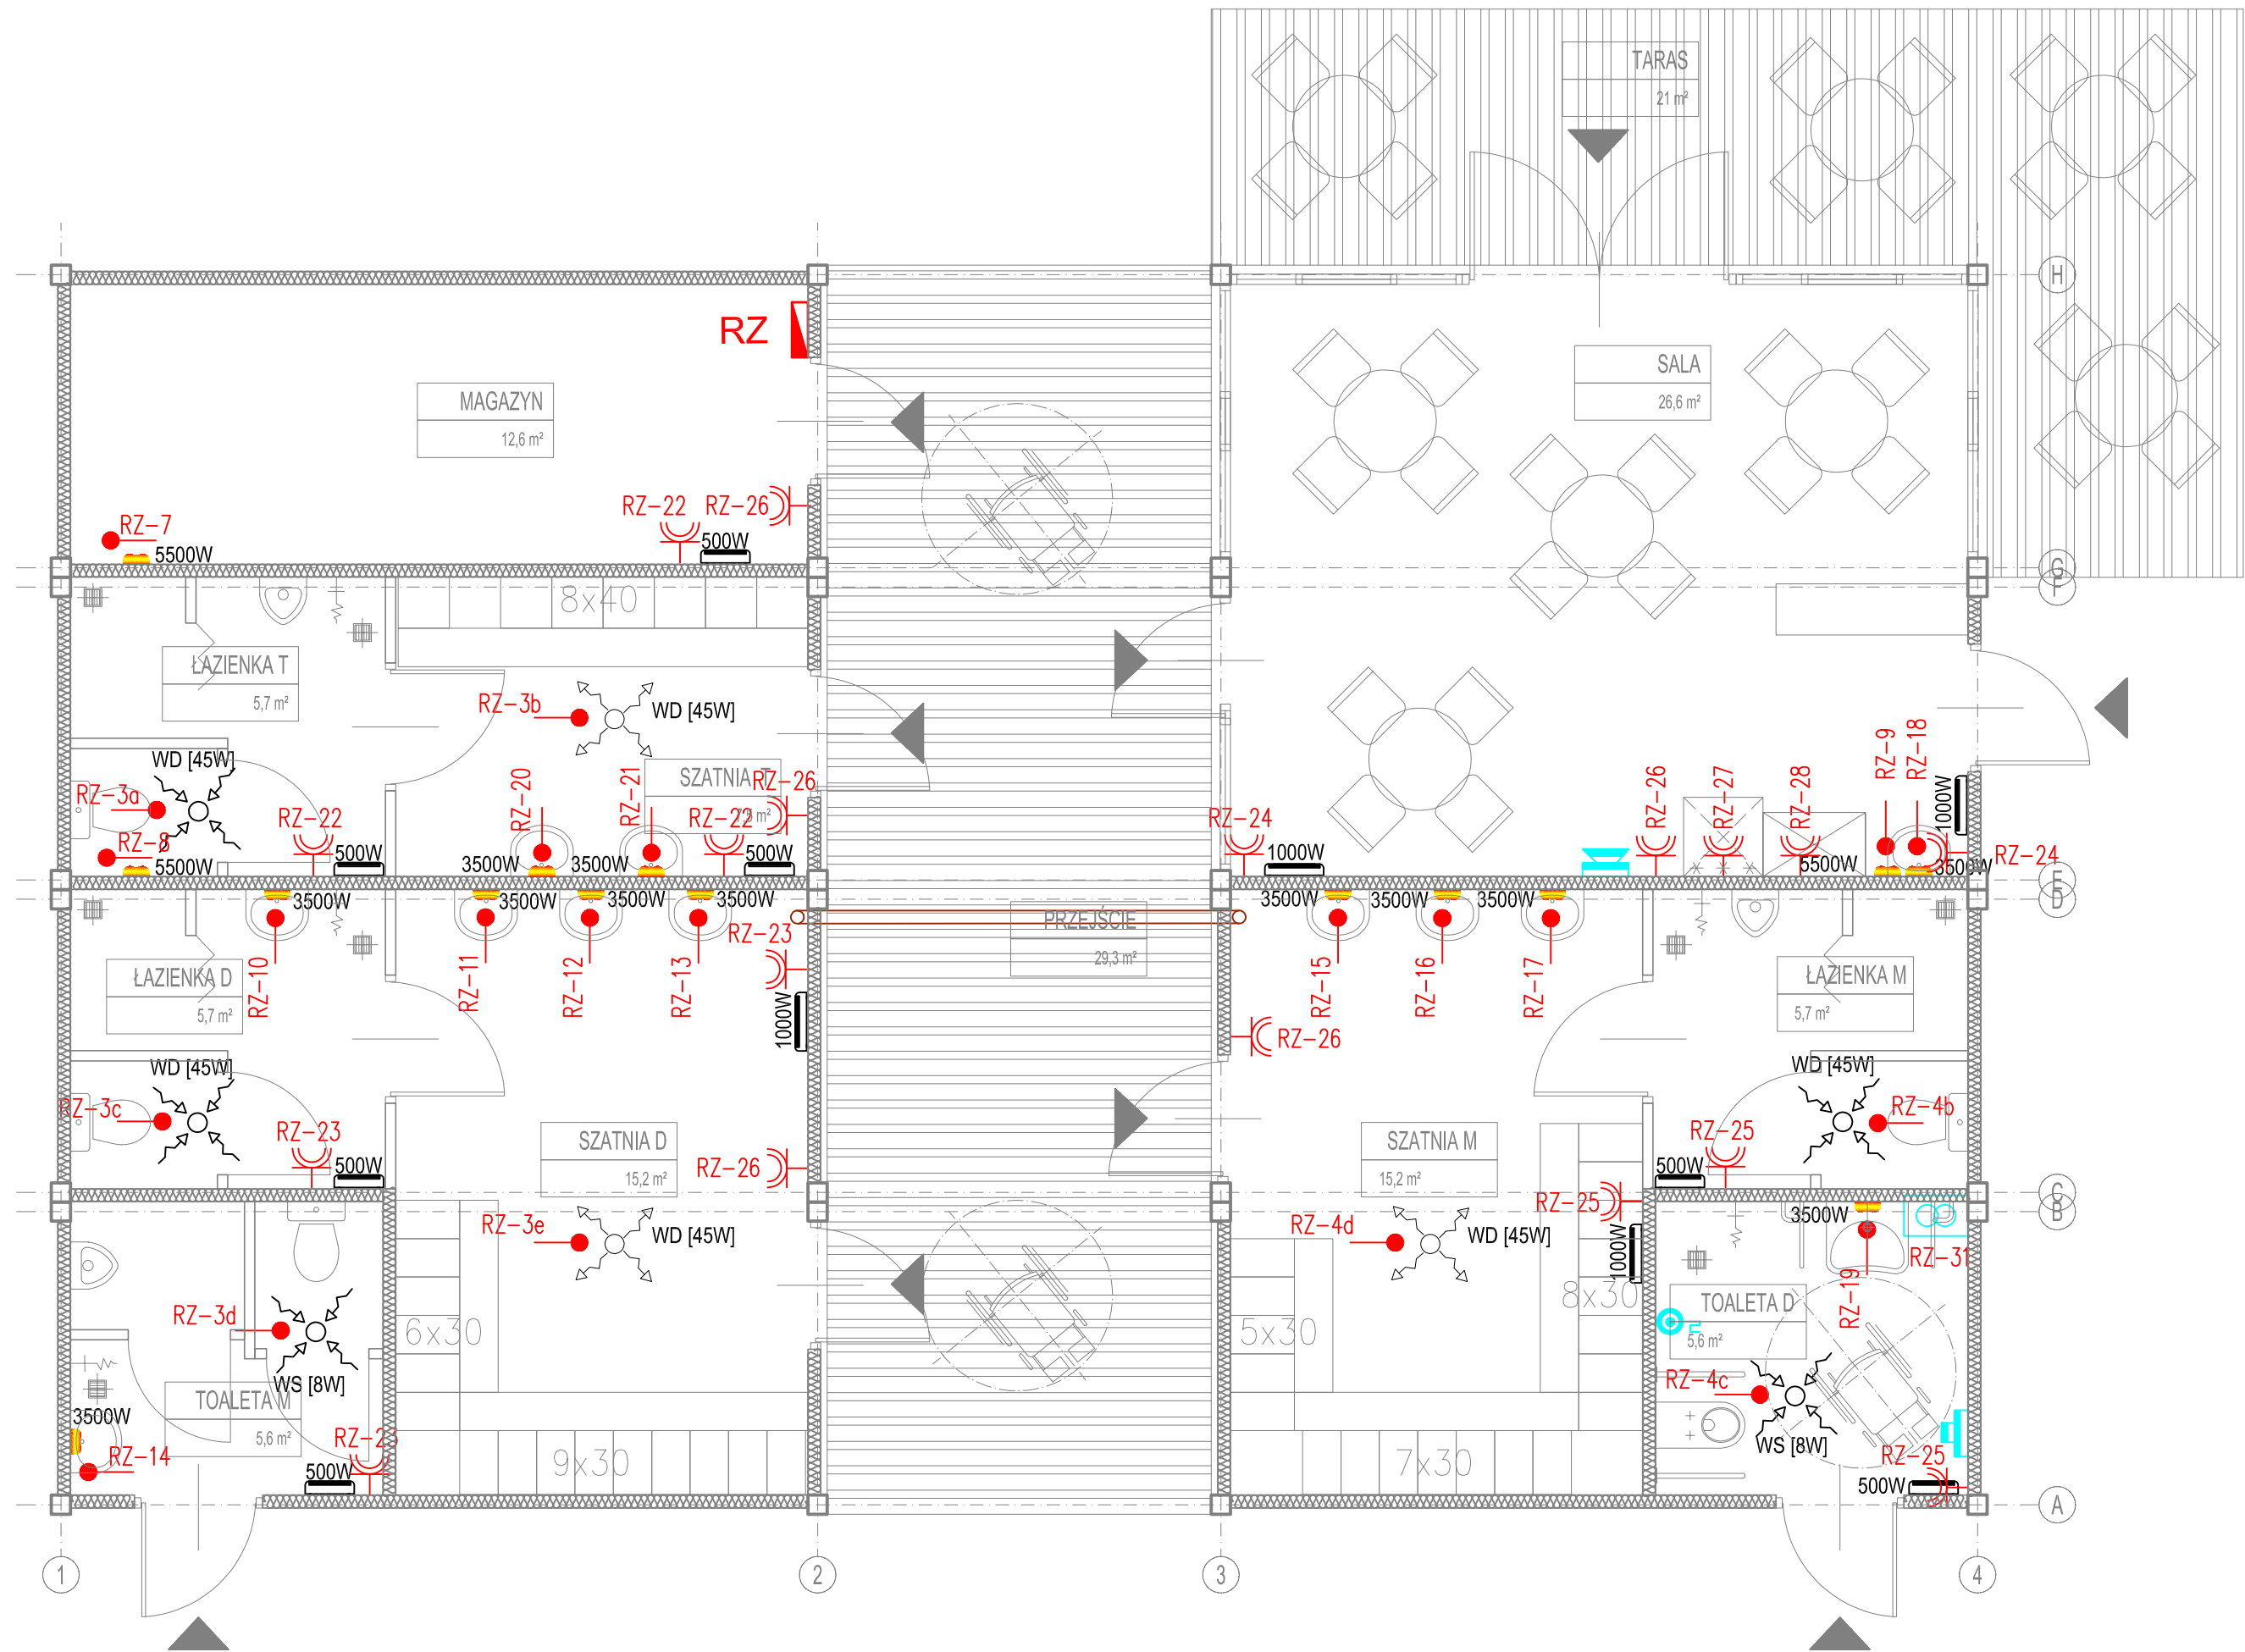 TARAS
21 m²
H
RZ
SALA
26,6 m²
MAGAZYN
12,6 m²
RZ-22
RZ-26
RZ-7
5500W
500W
G
F
8x40
ŁAZIENKA T
5,7 m²
RZ-3b
WD [45W]
WD [45W]
RZ-3a
RZ-8
5500W
RZ-22
500W
RZ-20
RZ-21
3500W
3500W
SZATNIA T
7,5 m²
RZ-26
RZ-22
500W
RZ-24
1000W
RZ-26
RZ-27
RZ-28
5500W
RZ-9
RZ-18
1000W
3500W
RZ-24
E
D
3500W
3500W
3500W
3500W
RZ-23
PRZEJŚCIE
29,3 m²
3500W
3500W
3500W
ŁAZIENKA D
5,7 m²
RZ-10
RZ-11
RZ-12
RZ-13
1000W
RZ-15
RZ-16
RZ-17
RZ-26
ŁAZIENKA M
5,7 m²
WD [45W]
RZ-3c
RZ-23
500W
WD [45W]
RZ-4b
RZ-25
500W
SZATNIA D
15,2 m²
RZ-26
SZATNIA M
15,2 m²
RZ-25
C
B
RZ-3e
WD [45W]
RZ-4d
WD [45W]
1000W
3500W
RZ-19
RZ-31
8x30
RZ-3d
6x30
5x30
TOALETA D
5,6 m²
WS [8W]
TOALETA M
5,6 m²
3500W
RZ-14
RZ-23
500W
9x30
7x30
RZ-4c
WS [8W]
RZ-25
500W
A
1
2
3
4